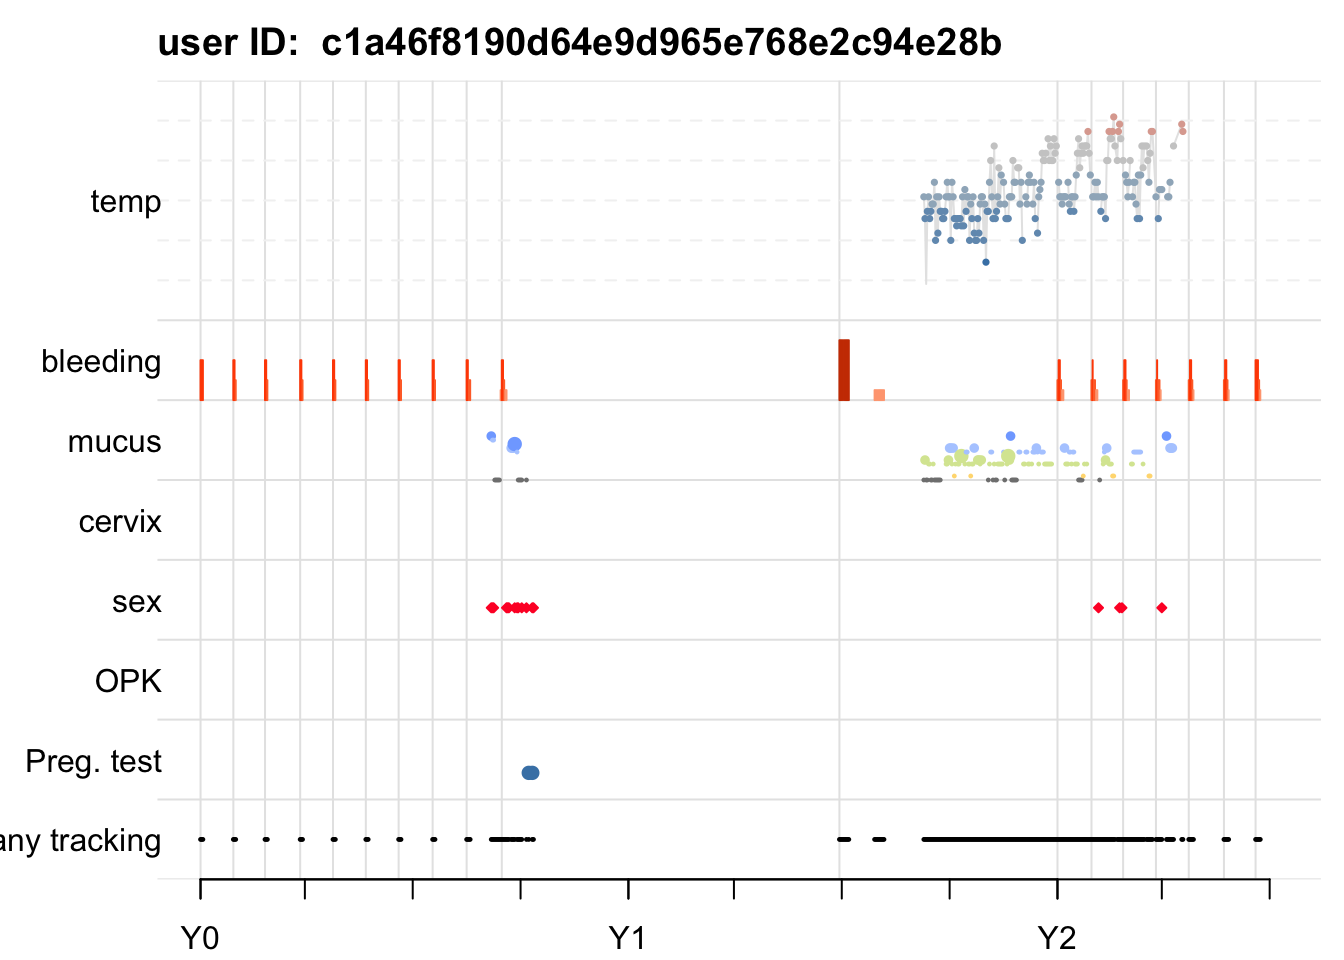 user ID:  c1a46f8190d64e9d965e768e2c94e28b
temp
bleeding
mucus
cervix
sex
OPK
Preg. test
any tracking
Y0 Y1 Y2